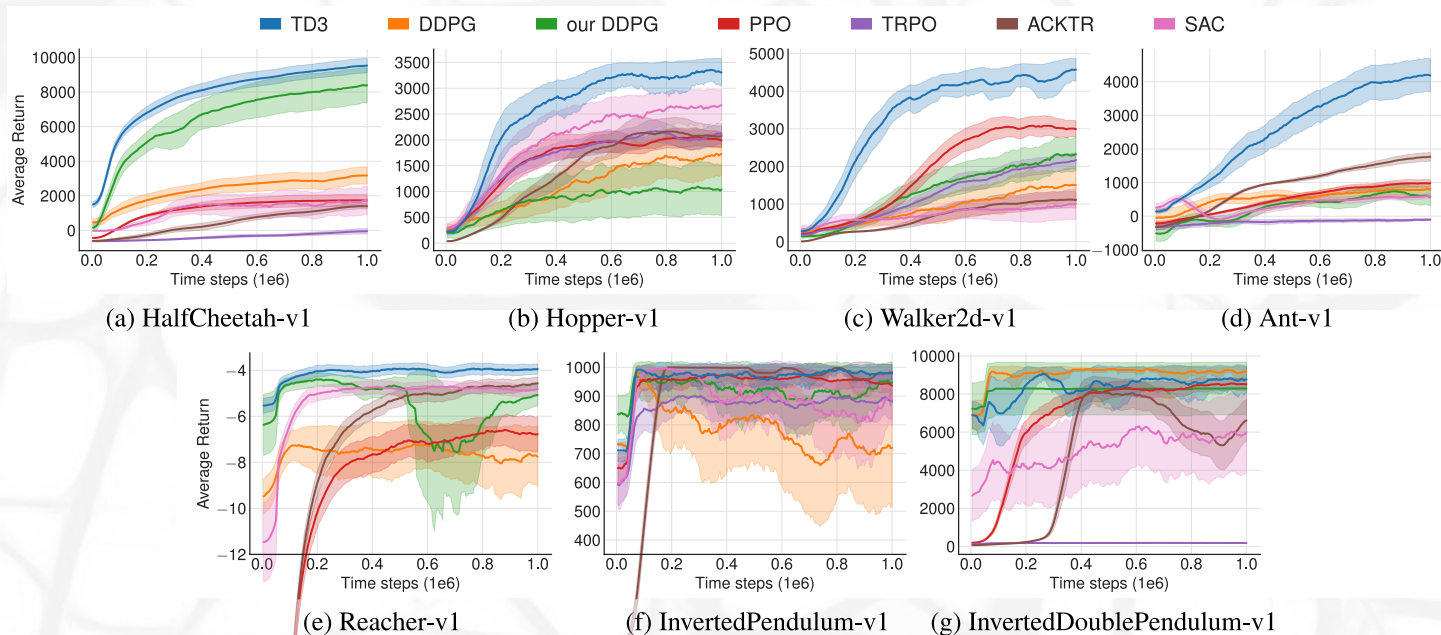 TD3 DDPG our DDPG PPO TRPO ACKTR SAC
Average Return
10000
8000
6000
4000
2000
0
0.0 0.2 0.4 0.6 0.8 1.0
Time steps (1e6)
(a) HalfCheetah-v1
3500
3000
2500
2000
1500
1000
500
0
0.0 0.2 0.4 0.6 0.8 1.0
Time steps (1e6)
(b) Hopper-v1
5000
4000
3000
2000
1000
0
0.0 0.2 0.4 0.6 0.8 1.0
Time steps (1e6)
(c) Walker2d-v1
4000
3000
2000
1000
0
−1000
0.0 0.2 0.4 0.6 0.8 1.0
Time steps (1e6)
(d) Ant-v1
Average Return
−4
−6
−8
−10
−12
0.0 0.2 0.4 0.6 0.8 1.0
Time steps (1e6)
(e) Reacher-v1
1000
900
800
700
600
500
400
0.0 0.2 0.4 0.6 0.8 1.0
Time steps (1e6)
(f) InvertedPendulum-v1
10000
8000
6000
4000
2000
0
0.0 0.2 0.4 0.6 0.8 1.0
Time steps (1e6)
(g) InvertedDoublePendulum-v1